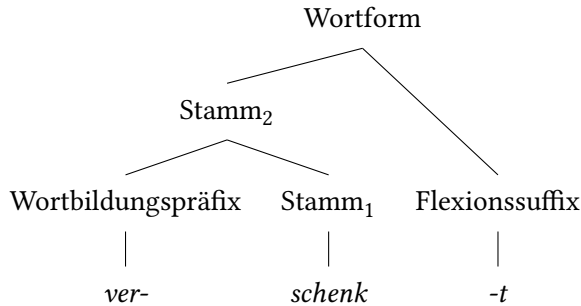 Wortform
Stamm₂
Wortbildungspräfix Stamm₁ Flexionssuffix
ver- schenk -t